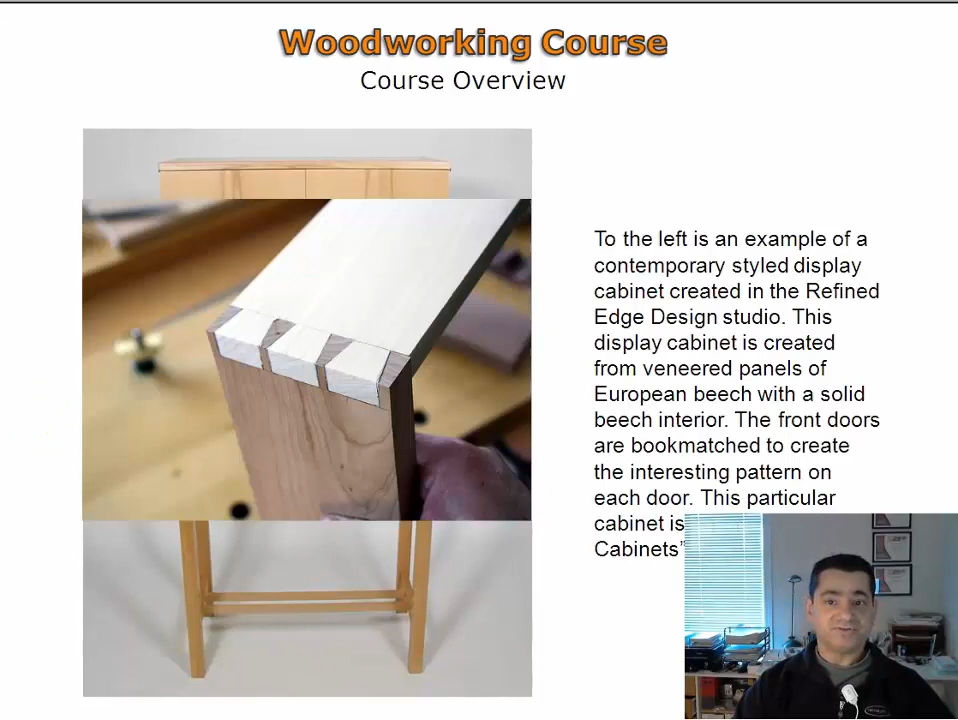 Woodworking Course
Course Overview
To the left is an example of a
contemporary styled display
cabinet created in the Refined
Edge Design studio. This
display cabinet is created
from veneered panels of
European beech with a solid
beech interior. The front doors
are bookmatched to create
the interesting pattern on
each door. This particular
cabinet is
Cabinets"